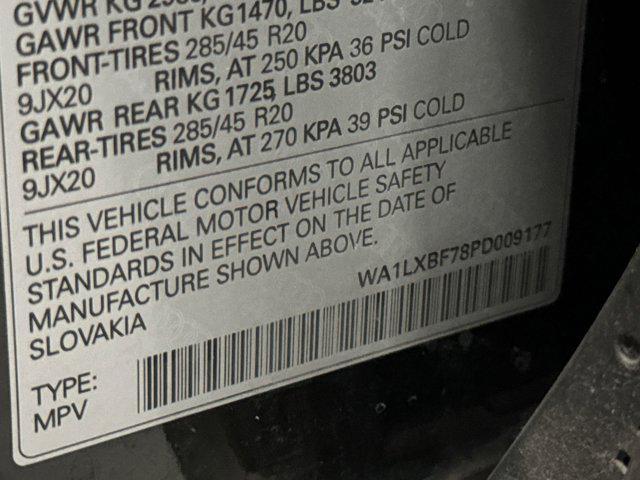 GVWR KG
GAWR FRONT KG1470, LBS
FRONT-TIRES 285/45 R20
9JX20 RIMS, AT 250 KPA 36 PSI COLD
GAWR REAR KG 1725, LBS 3803
REAR-TIRES 285/45 R20
9JX20 RIMS, AT 270 KPA 39 PSI COLD
THIS VEHICLE CONFORMS TO ALL APPLICABLE
U.S. FEDERAL MOTOR VEHICLE SAFETY
STANDARDS IN EFFECT ON THE DATE OF
MANUFACTURE SHOWN ABOVE.
SLOVAKIA
WA1LXBF78PD009177
TYPE:
MPV